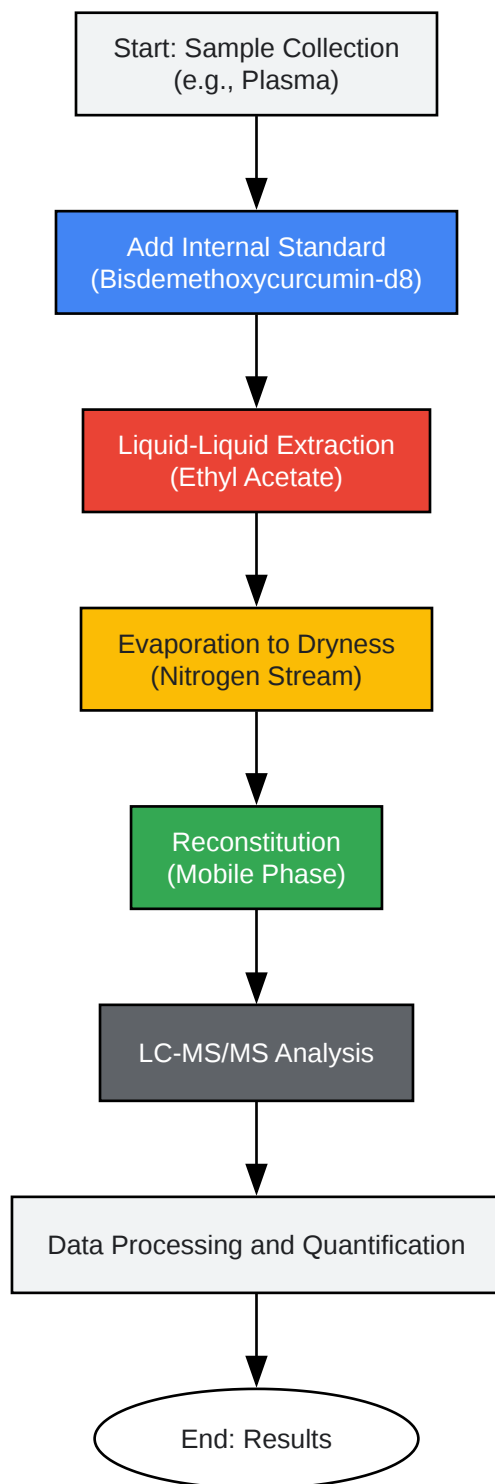 Start: Sample Collection
(e.g., Plasma)
Add Internal Standard
(Bisdemethoxycurcumin-d8)
Liquid-Liquid Extraction
(Ethyl Acetate)
Evaporation to Dryness
(Nitrogen Stream)
Reconstitution
(Mobile Phase)
LC-MS/MS Analysis
Data Processing and Quantification
End: Results